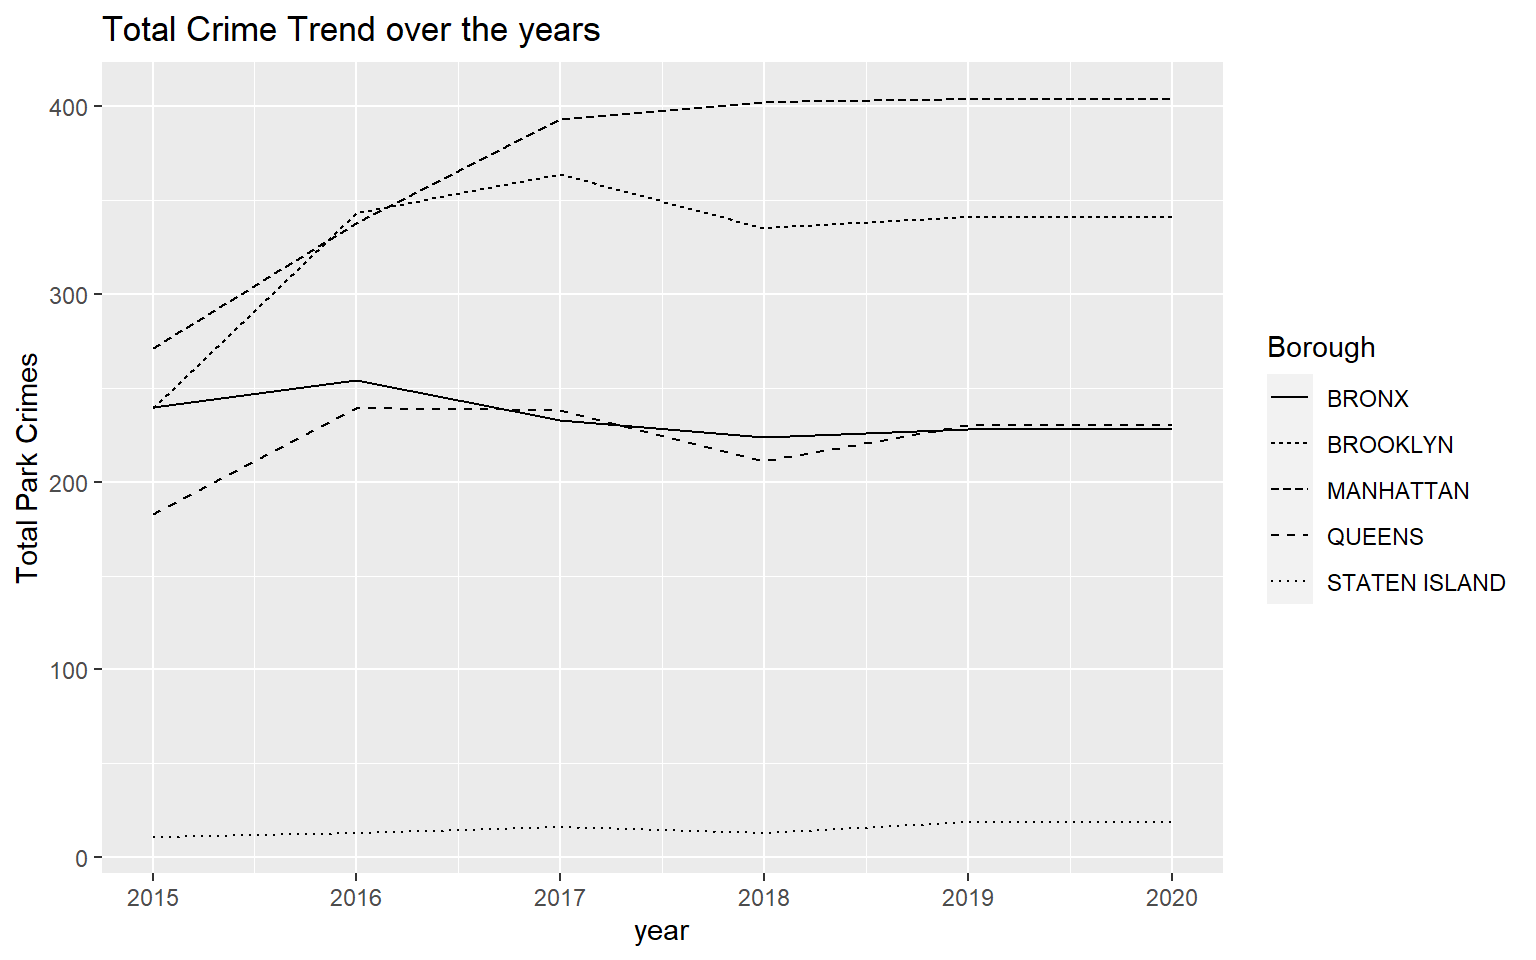 Total Crime Trend over the years
Total Park Crimes
400
300
200
100
0
2015 2016 2017 2018 2019 2020
year
Borough
BRONX
BROOKLYN
MANHATTAN
QUEENS
STATEN ISLAND